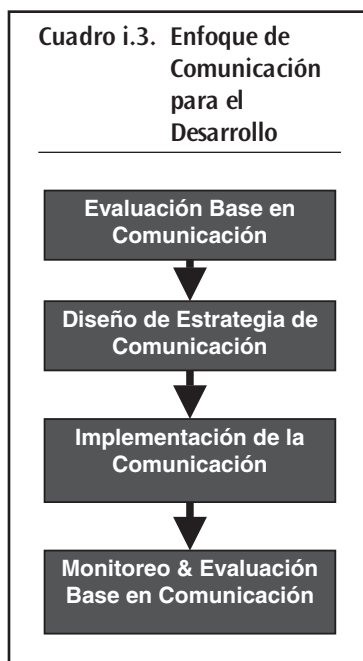 Cuadro i.3. Enfoque de
Comunicación
para el
Desarrollo
Evaluación Base en
Comunicación
Diseño de Estrategia de
Comunicación
Implementación de la
Comunicación
Monitoreo & Evaluación
Base en Comunicación